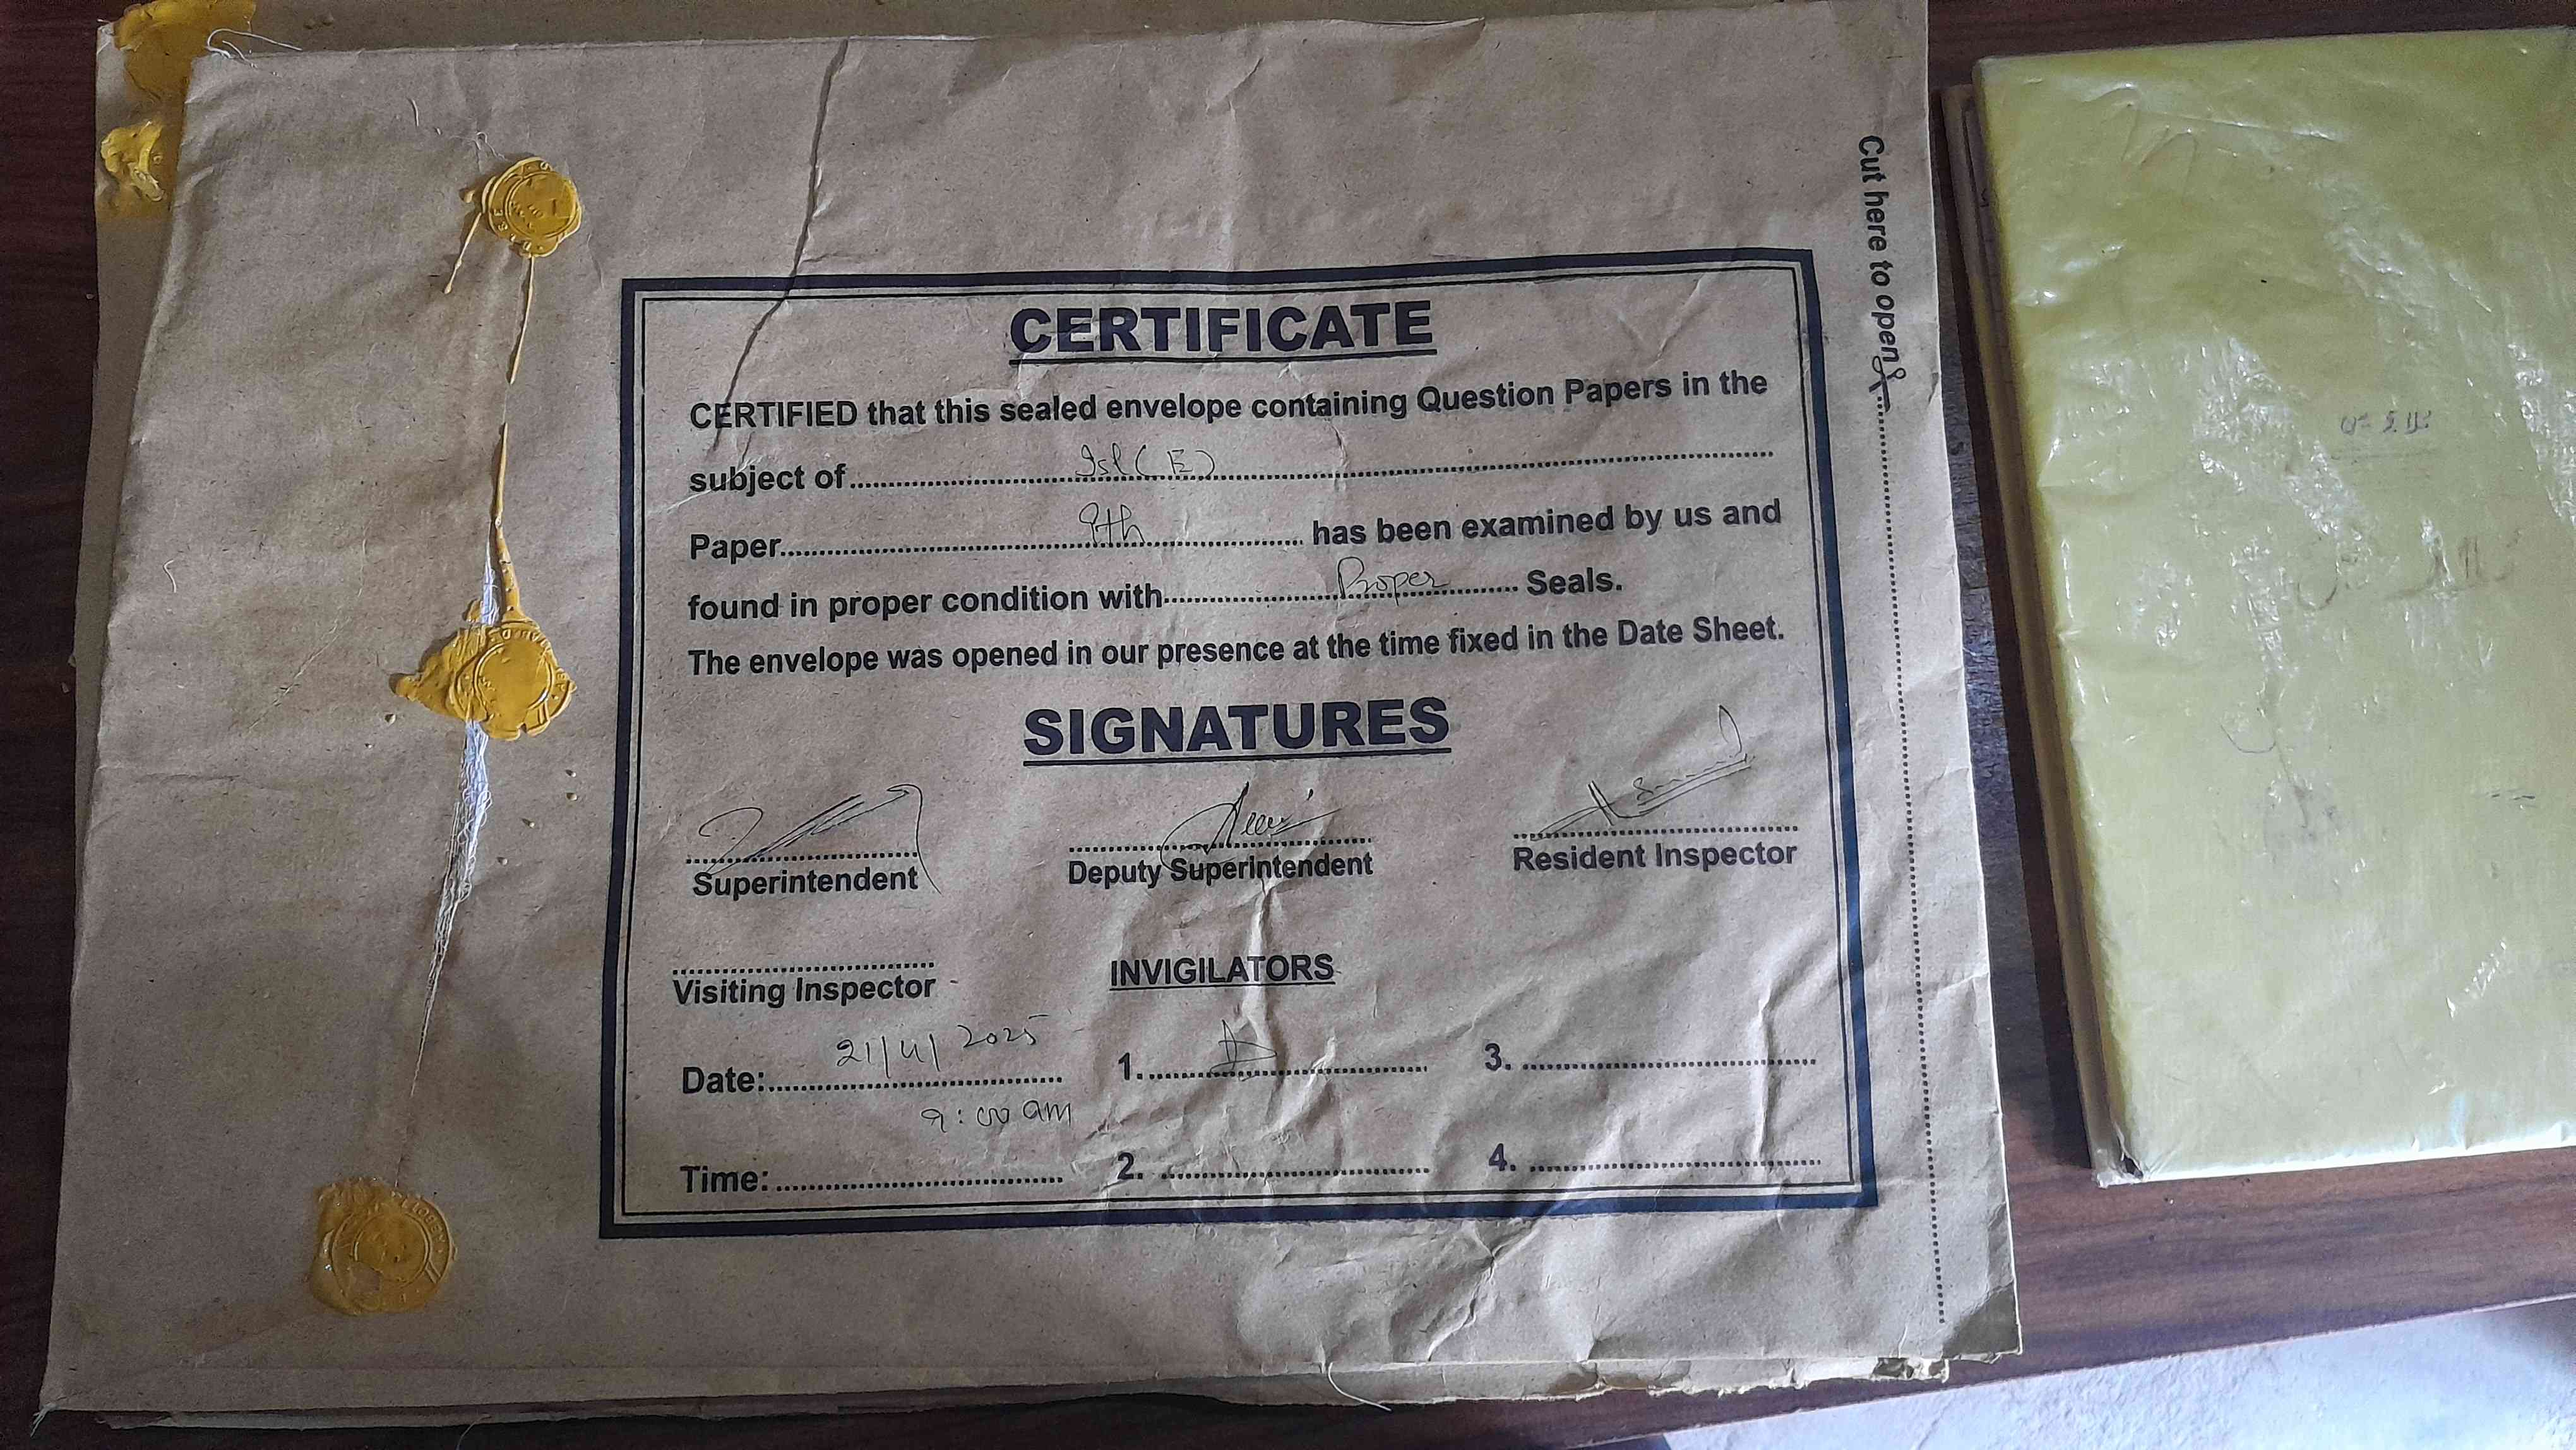 CERTIFICATE
CERTIFIED that this sealed envelope containing Question Papers in the
subject of Isl (E)
Paper 9th has been examined by us and
found in proper condition with Proper Seals.
The envelope was opened in our presence at the time fixed in the Date Sheet.
SIGNATURES
Superintendent Deputy Superintendent Resident Inspector
Visiting Inspector INVIGILATORS
Date: 21/4/2025 1. 3.
9:00 am
Time: 2. 4.
Cut here to open